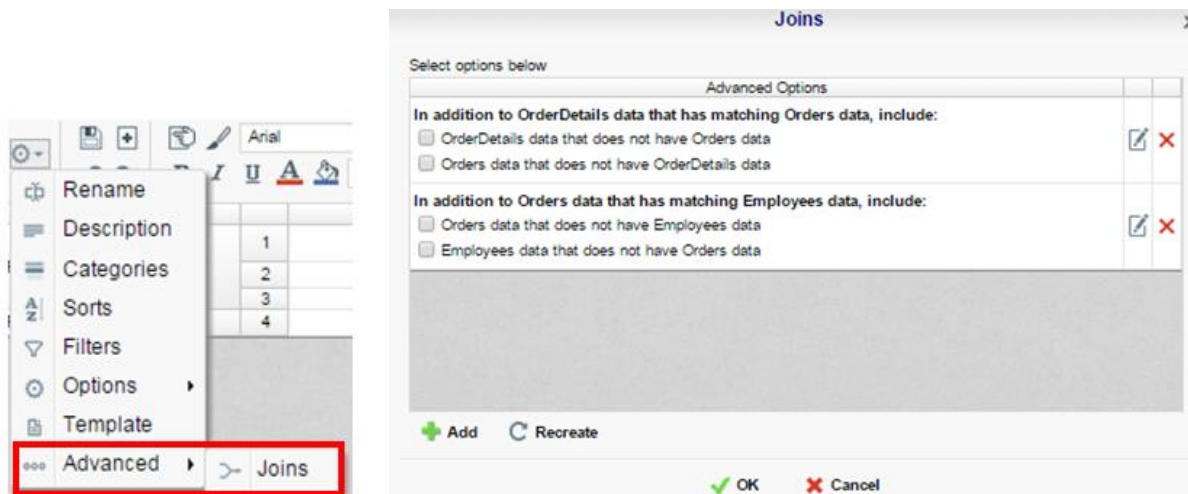 Arial
I U A
Rename
Description
Categories
Sorts
Filters
Options
Template
Advanced
Joins
1
2
3
4
Joins
Select options below
Advanced Options
In addition to OrderDetails data that has matching Orders data, include:
OrderDetails data that does not have Orders data
Orders data that does not have OrderDetails data
In addition to Orders data that has matching Employees data, include:
Orders data that does not have Employees data
Employees data that does not have Orders data
Add
Recreate
OK
Cancel